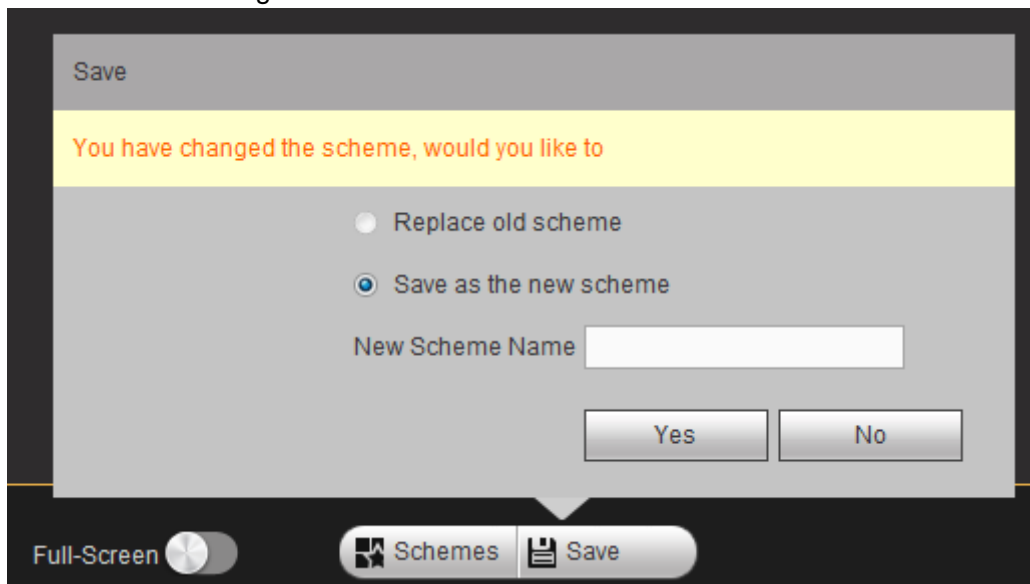 Save
You have changed the scheme, would you like to
Replace old scheme
Save as the new scheme
New Scheme Name
Yes No
Full-Screen Schemes Save